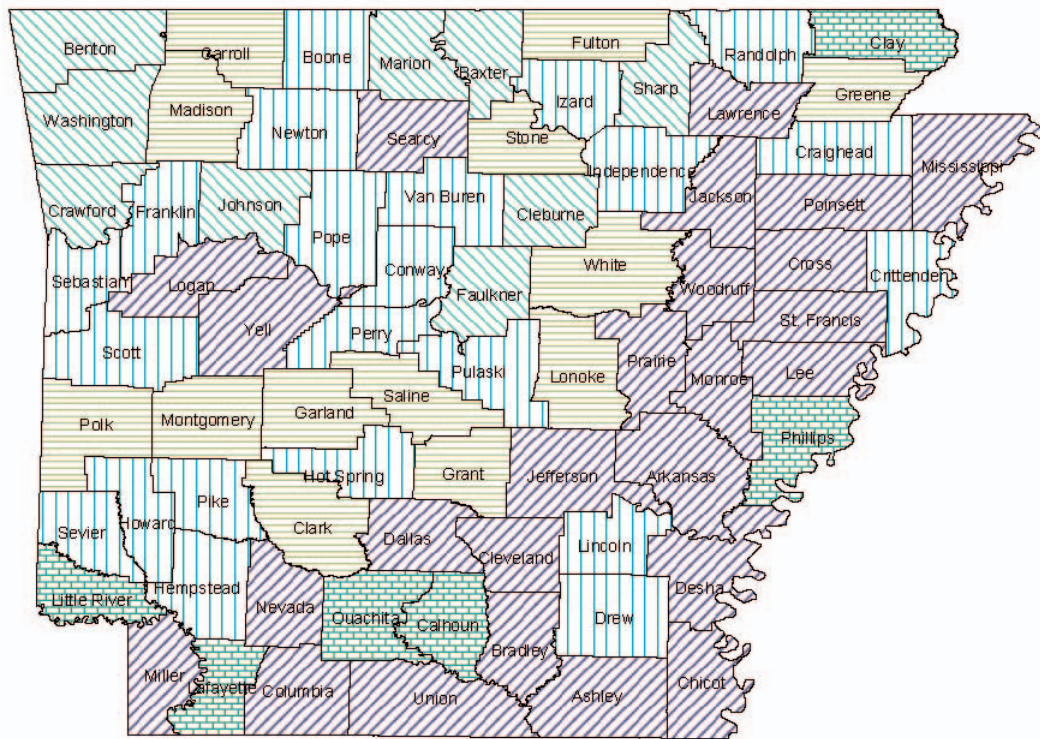 Benton
Carroll
Boone
Marion
Baxter
Fulton
Randolph
Clay
Washington
Madison
Newton
Searcy
Stone
Izard
Sharp
Lawrence
Greene
Crawford
Franklin
Johnson
Pope
Van Buren
Cleburne
Independence
Jackson
Craighead
Poinsett
Mississippi
Sebastian
Logan
Yell
Conway
Faulkner
White
Woodruff
Cross
Crittenden
St. Francis
Scott
Perry
Pulaski
Lonoke
Prairie
Monroe
Lee
Polk
Montgomery
Garland
Saline
Phillips
Hot Spring
Grant
Jefferson
Arkansas
Sevier
Howard
Pike
Clark
Dallas
Cleveland
Lincoln
Desha
Little River
Hempstead
Nevada
Ouachita
Calhoun
Bradley
Drew
Miller
Lafayette
Columbia
Union
Ashley
Chicot